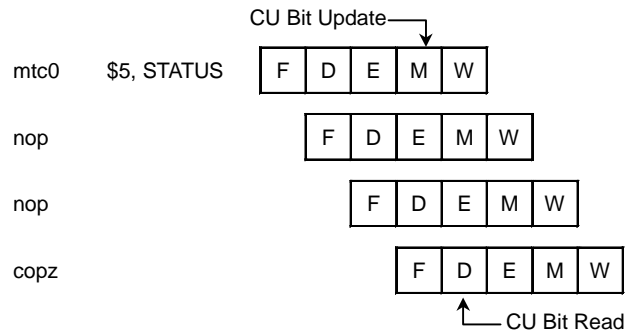 CU Bit Update
mtc0 $5, STATUS F D E M W
nop F D E M W
nop F D E M W
copz F D E M W
CU Bit Read